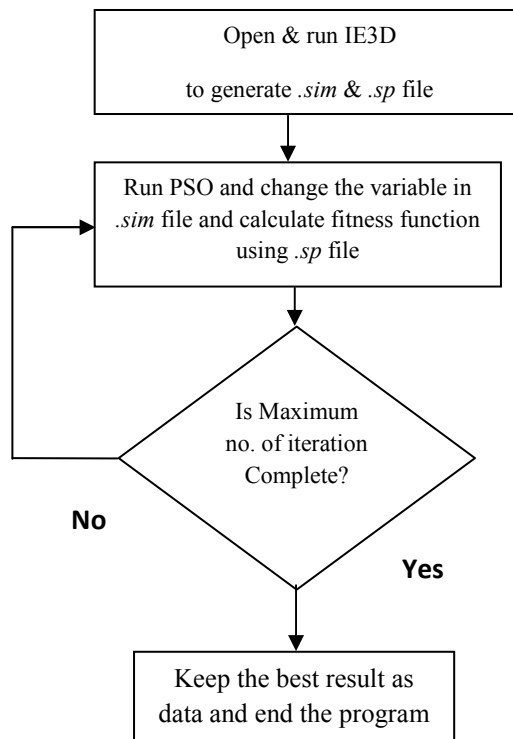 Open & run IE3D
to generate .sim & .sp file
Run PSO and change the variable in
.sim file and calculate fitness function
using .sp file
Is Maximum
no. of iteration
Complete?
No
Yes
Keep the best result as
data and end the program